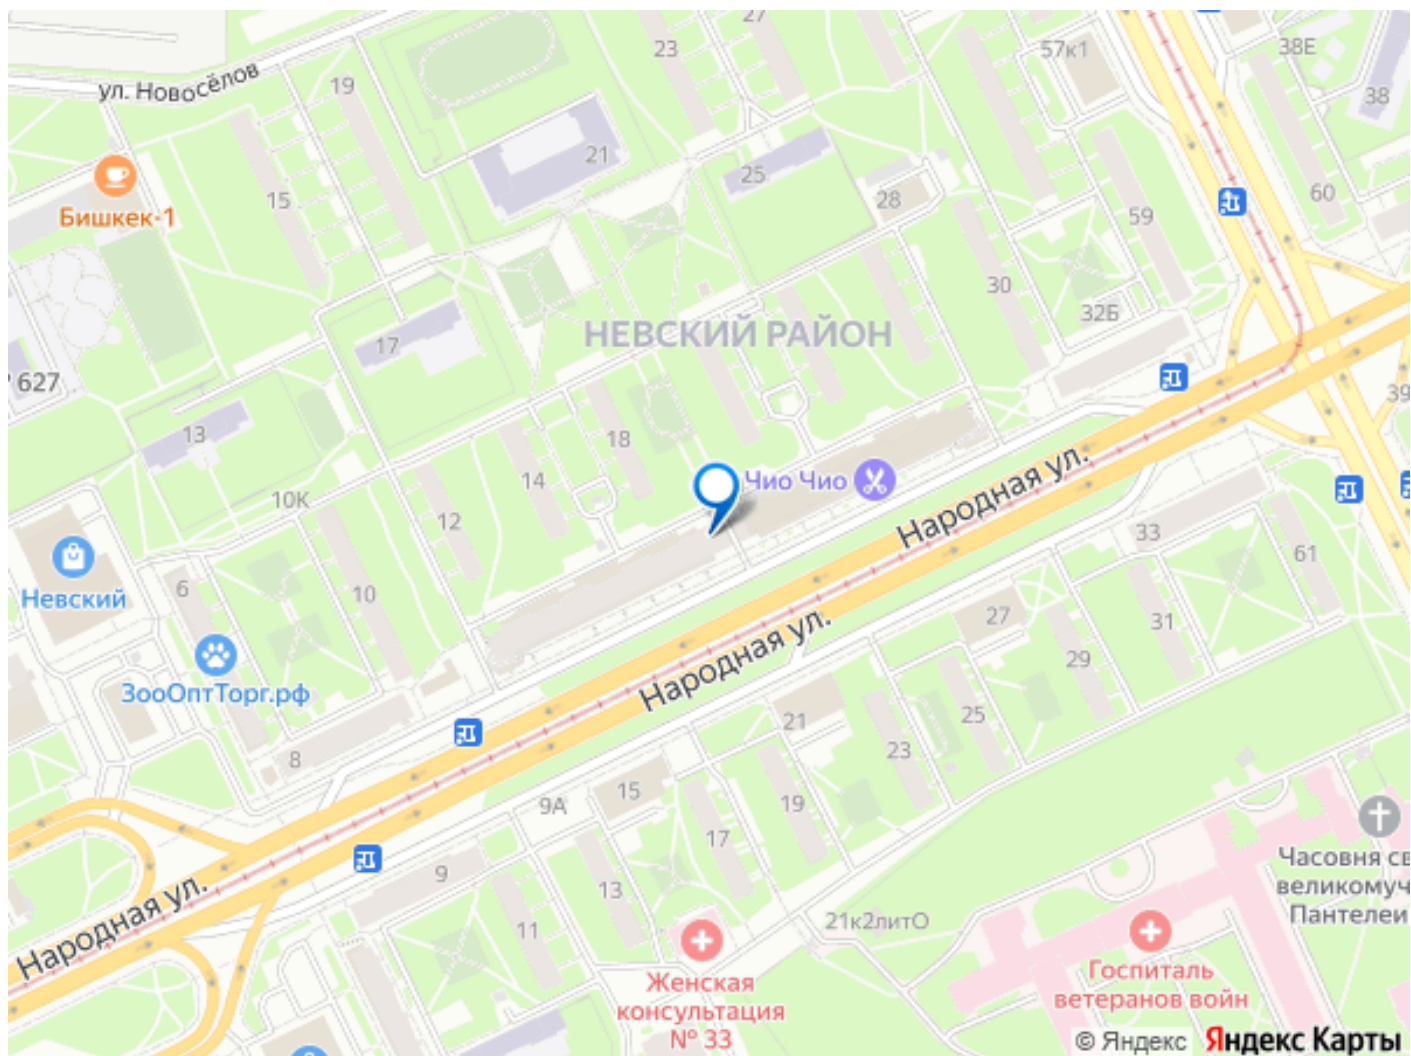 27
23
57к1
38Е
ул. Новосёлов
19
38
21
25
15
28
60
59
Бишкек-1
30
32Б
НЕВСКИЙ РАЙОН
17
627
39
13
18
Чио Чио
14
Народная ул.
10К
12
33
61
Невский
6
10
27
31
Народная ул.
29
ЗооОптТорг.рф
21
25
23
8
15
19
9А
17
Часовня св
великомуч
Пантелеи
9
13
Народная ул.
11
21к2литО
Женская
консультация
№ 33
Госпиталь
ветеранов войн
© Яндекс Яндекс Карты